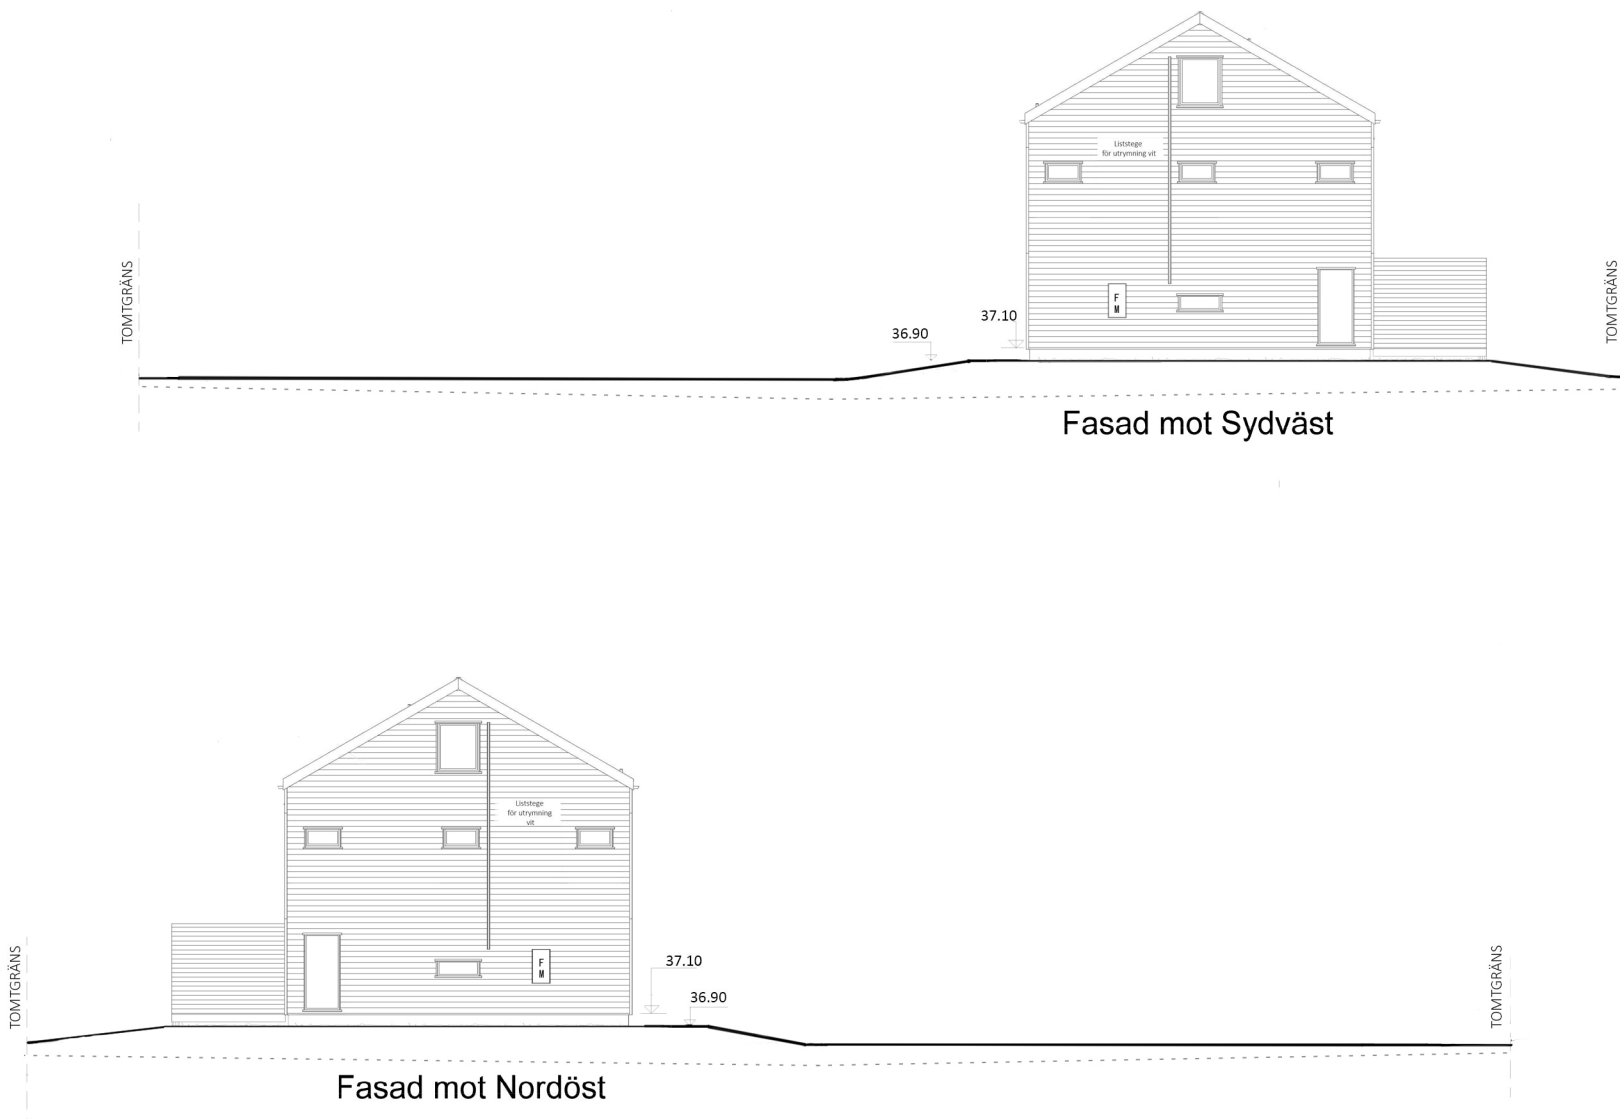 Liststege
för utrymning vit
TOMTGRÄNS
TOMTGRÄNS
F
M
37.10
36.90
Fasad mot Sydväst
Liststege
för utrymning
vit
TOMTGRÄNS
F
M
37.10
36.90
TOMTGRÄNS
Fasad mot Nordöst